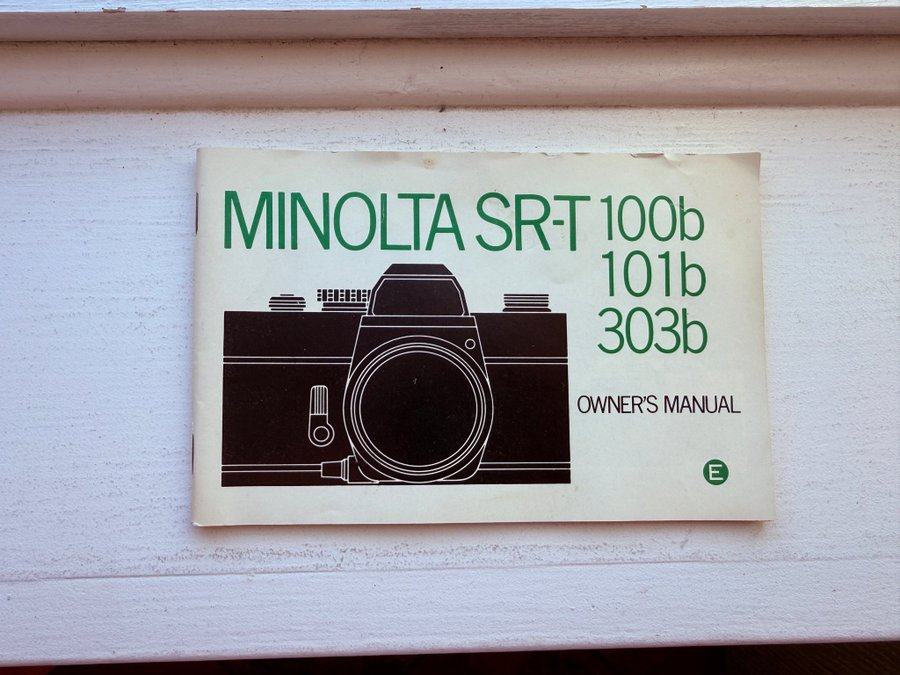 MINOLTA SR-T 100b
101b
303b
OWNER'S MANUAL
E